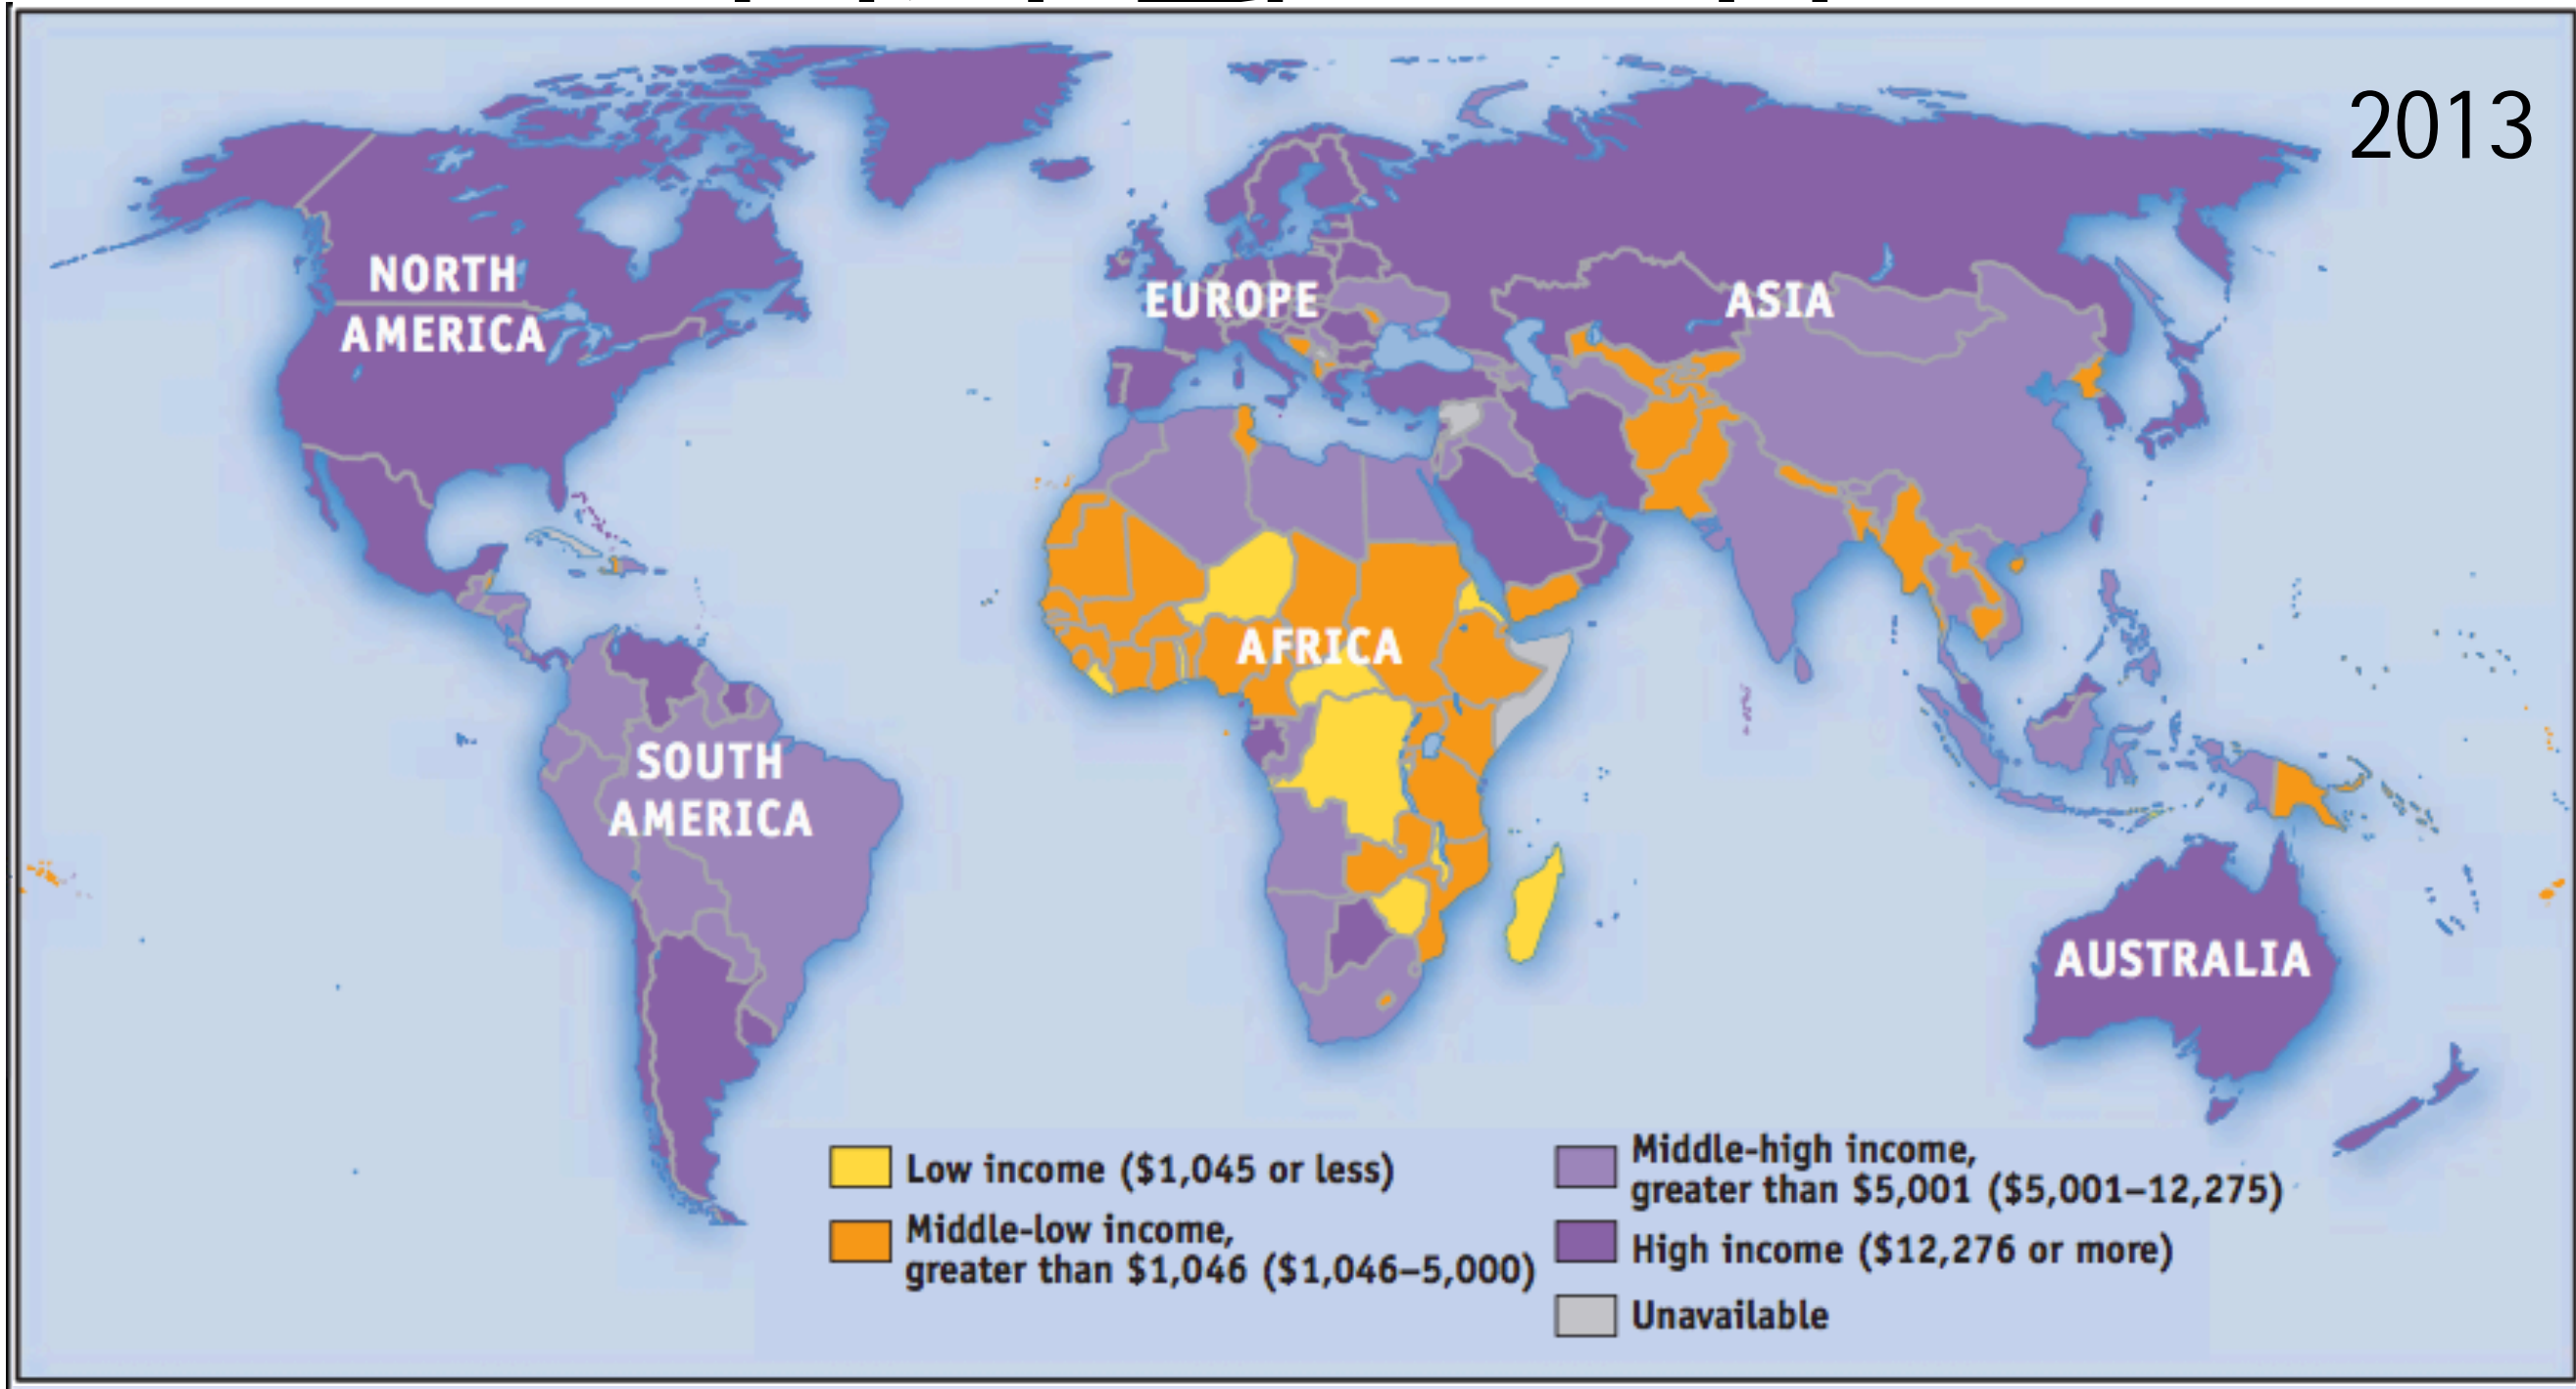 2013
NORTH
AMERICA
EUROPE
ASIA
AFRICA
SOUTH
AMERICA
AUSTRALIA
Low income ($1,045 or less)
Middle-low income,
greater than $1,046 ($1,046–5,000)
Middle-high income,
greater than $5,001 ($5,001–12,275)
High income ($12,276 or more)
Unavailable